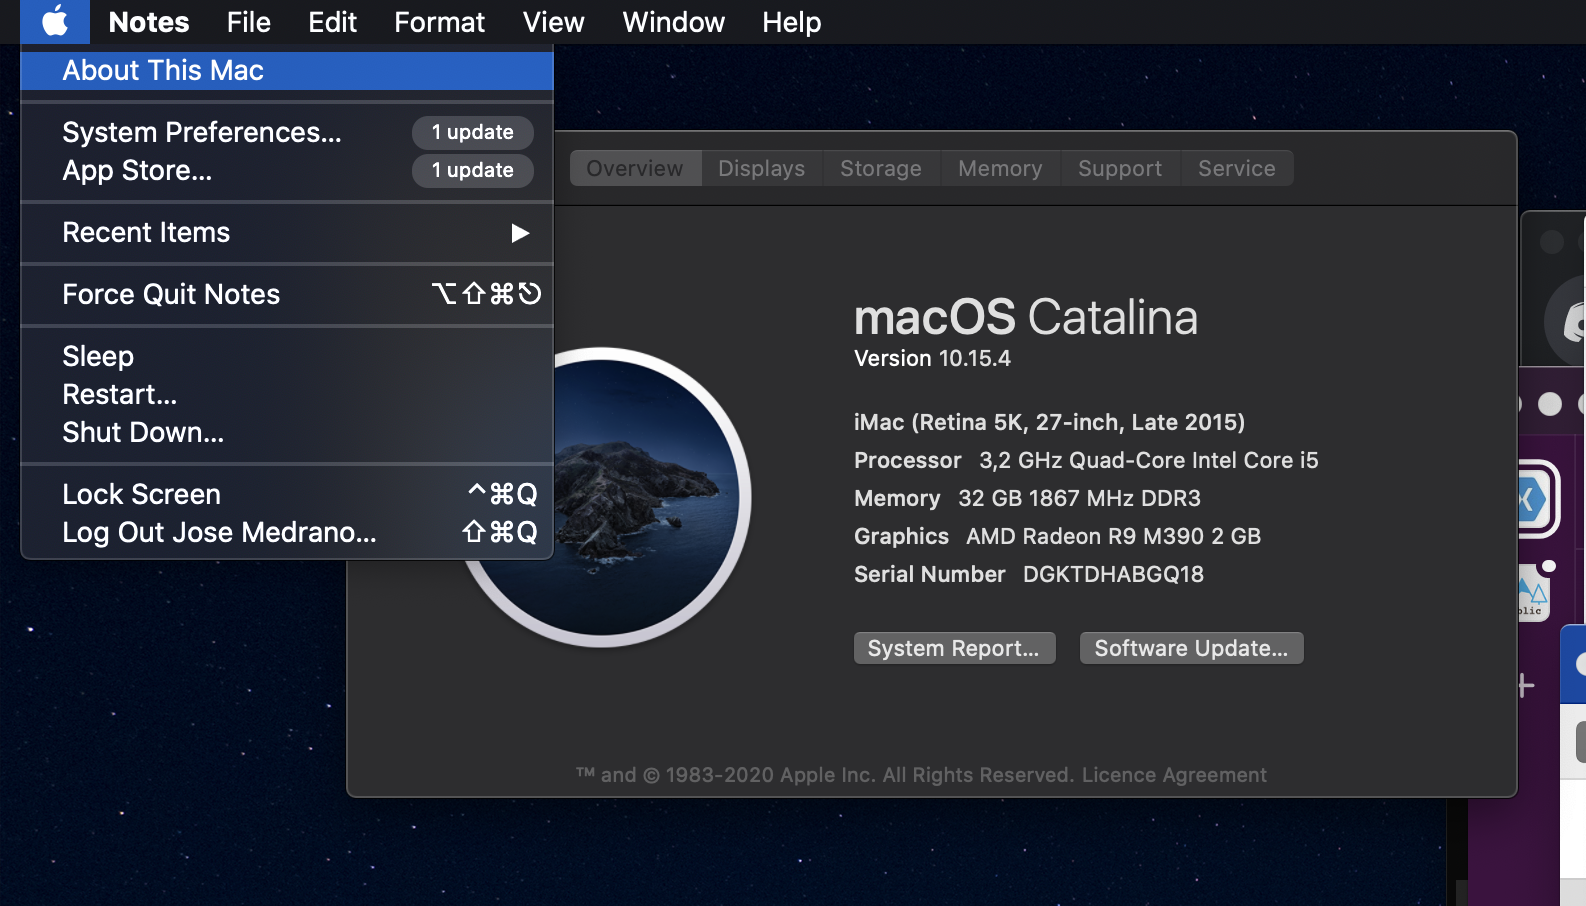 Notes File Edit Format View Window Help
About This Mac
System Preferences... 1 update
App Store... 1 update
Recent Items ▶
Force Quit Notes ⌥⇧⌘⎋
Sleep
Restart...
Shut Down...
Lock Screen ^⌘Q
Log Out Jose Medrano... ⇧⌘Q
Overview Displays Storage Memory Support Service
macOS Catalina
Version 10.15.4
iMac (Retina 5K, 27-inch, Late 2015)
Processor 3,2 GHz Quad-Core Intel Core i5
Memory 32 GB 1867 MHz DDR3
Graphics AMD Radeon R9 M390 2 GB
Serial Number DGKTDHABGQ18
System Report... Software Update...
™ and © 1983-2020 Apple Inc. All Rights Reserved. Licence Agreement